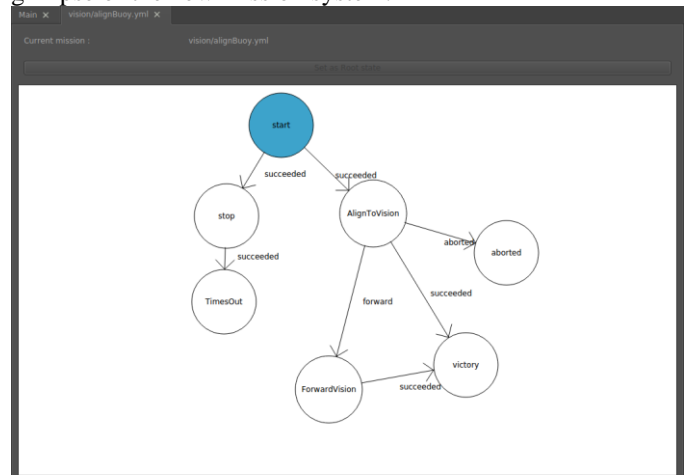 Main x vision/alignBuoy.yml x
Current mission : vision/alignBuoy.yml
Set as Root state
start
succeeded
succeeded
stop
AlignToVision
succeeded
aborted
aborted
TimesOut
forward
succeeded
victory
ForwardVision
succeeded